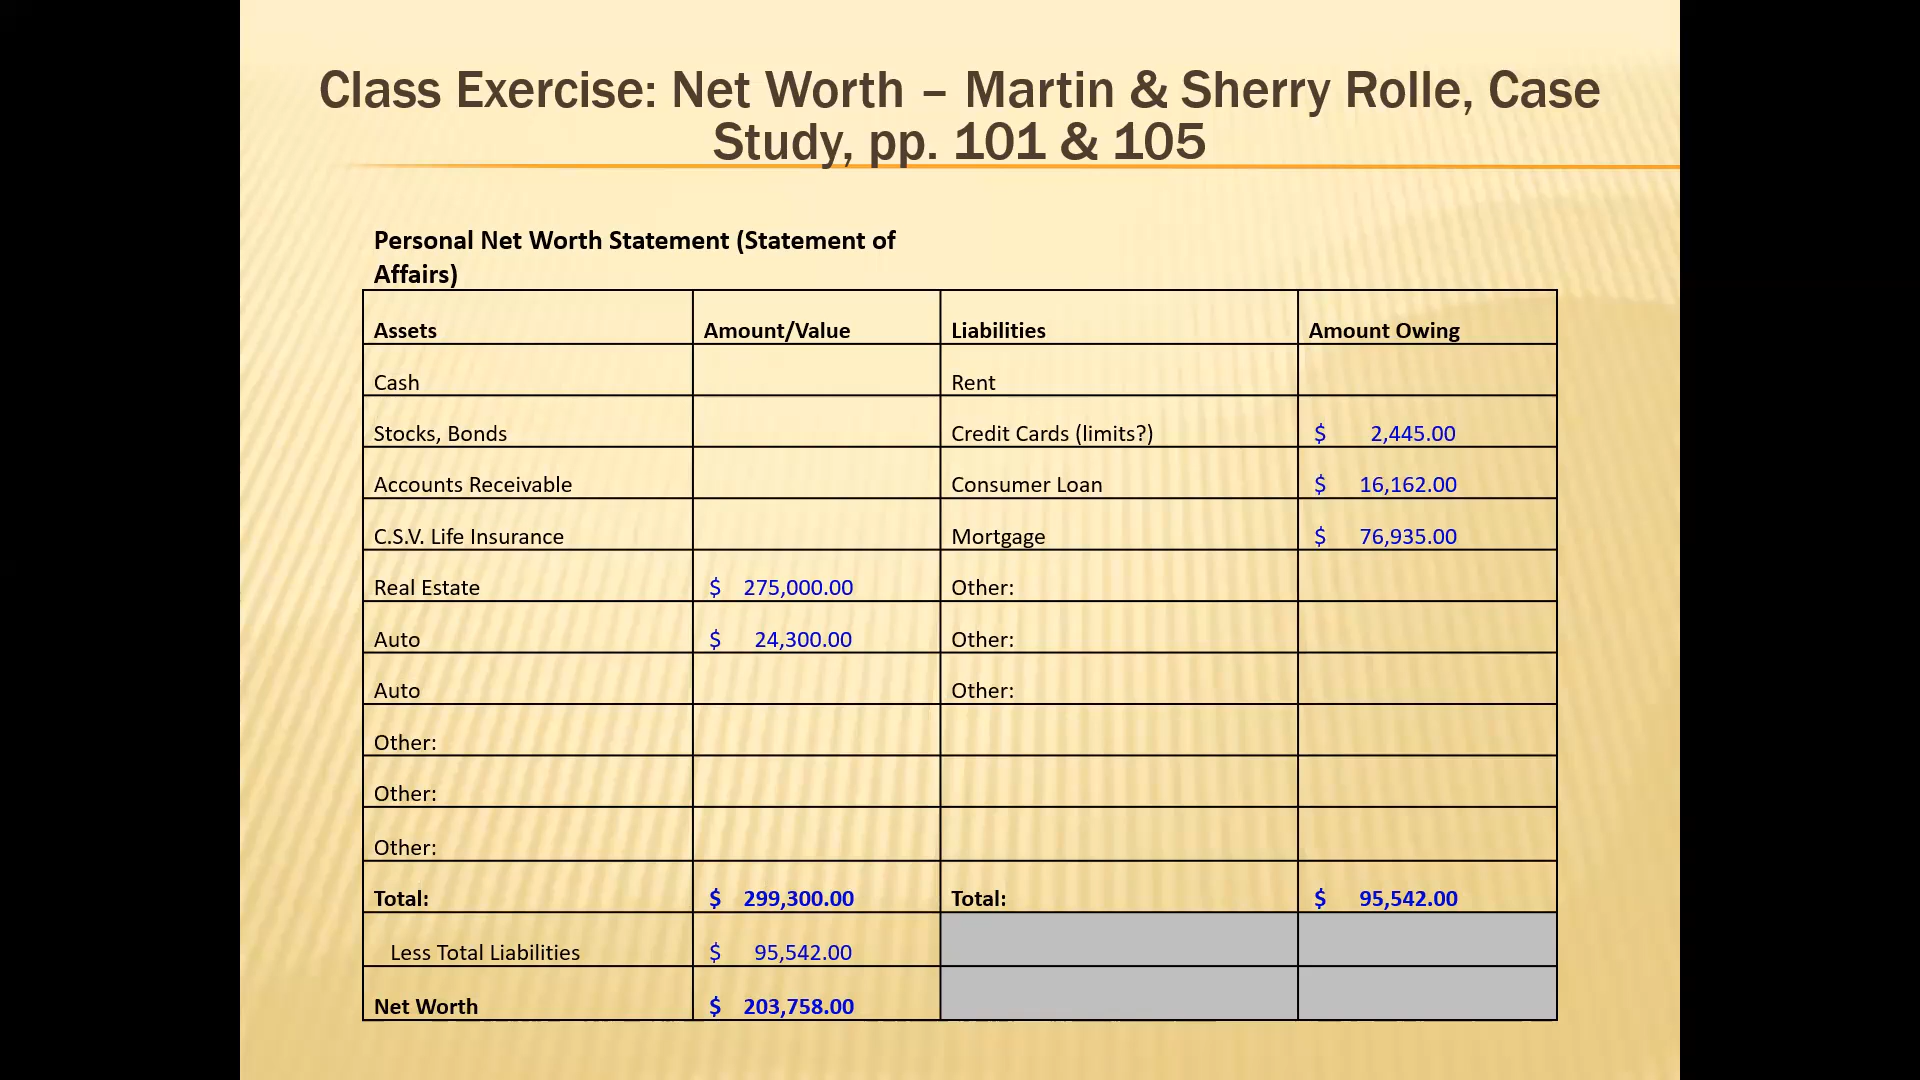 Class Exercise: Net Worth – Martin & Sherry Rolle, Case
Study, pp. 101 & 105
Personal Net Worth Statement (Statement of
Affairs)
Assets Amount/Value Liabilities Amount Owing
Cash Rent
Stocks, Bonds Credit Cards (limits?) $ 2,445.00
Accounts Receivable Consumer Loan $ 16,162.00
C.S.V. Life Insurance Mortgage $ 76,935.00
Real Estate $ 275,000.00 Other:
Auto $ 24,300.00 Other:
Auto Other:
Other:
Other:
Other:
Total: $ 299,300.00 Total: $ 95,542.00
Less Total Liabilities $ 95,542.00
Net Worth $ 203,758.00